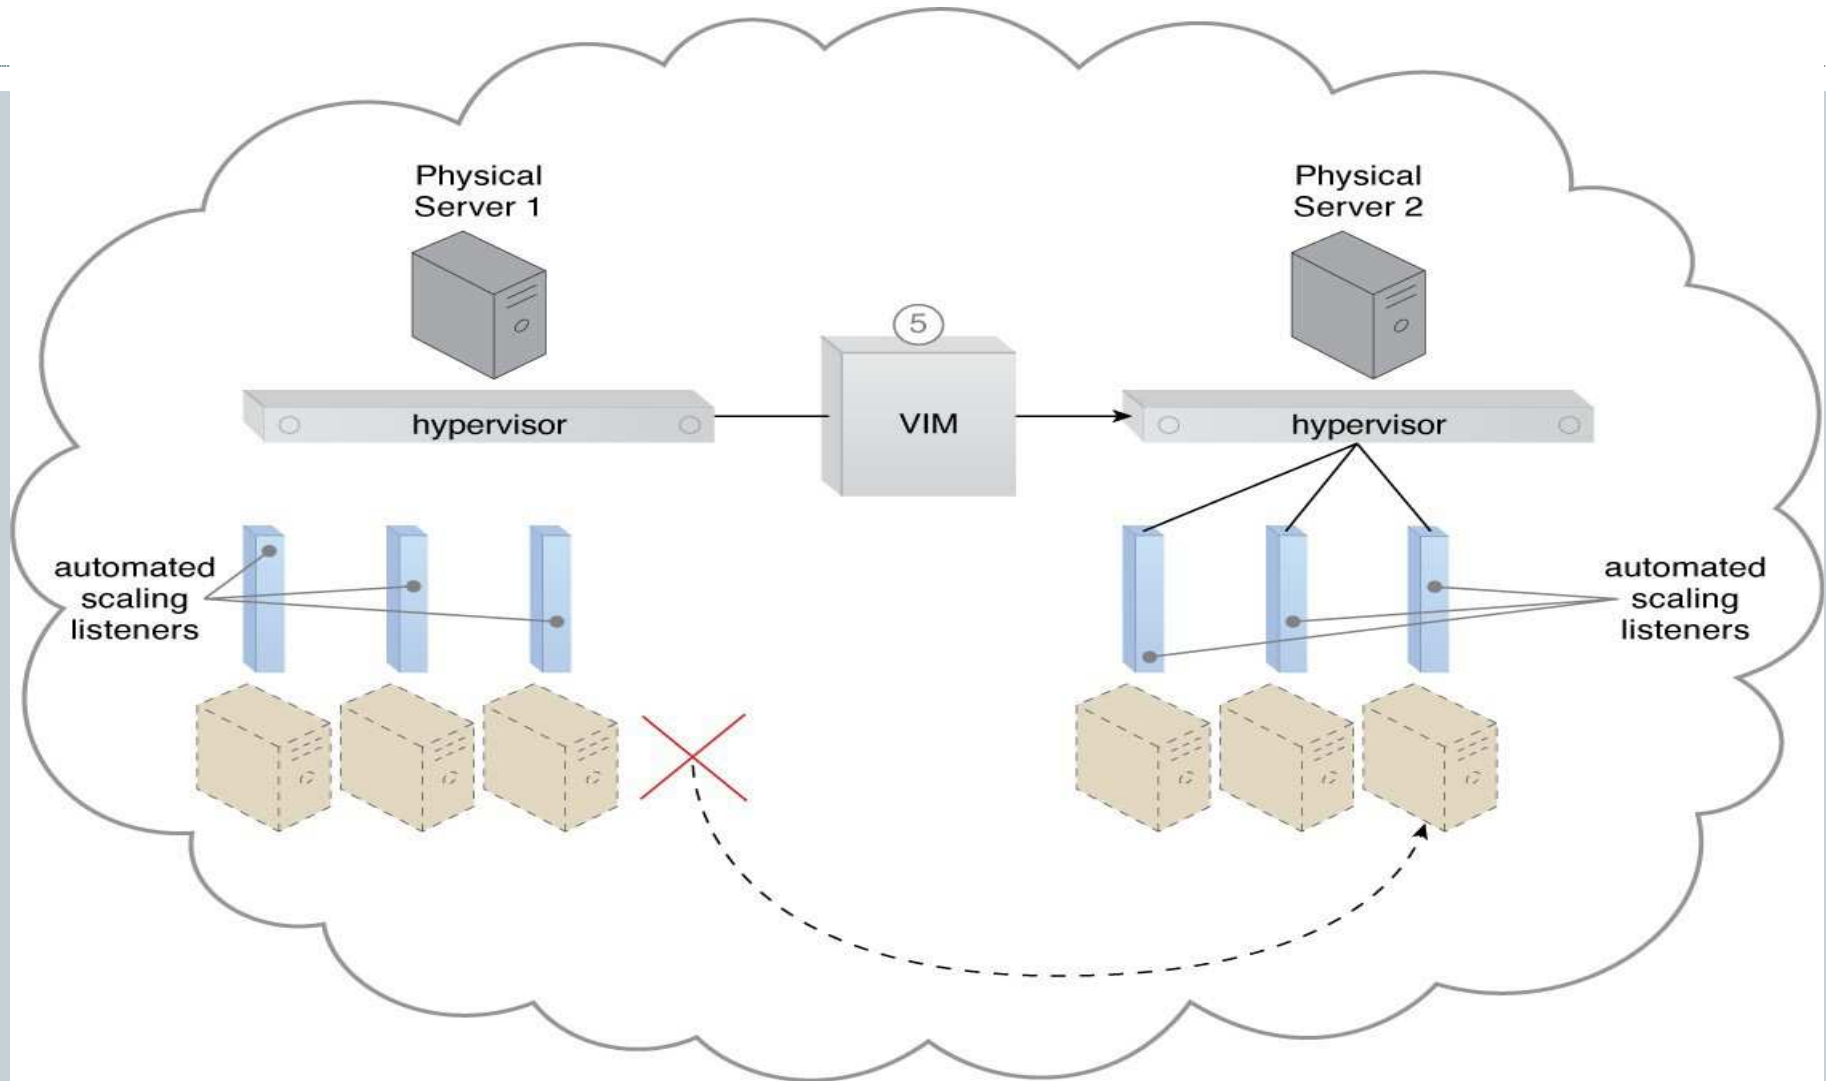 Physical
Server 1
Physical
Server 2
5
hypervisor
VIM
hypervisor
automated
scaling
listeners
automated
scaling
listeners